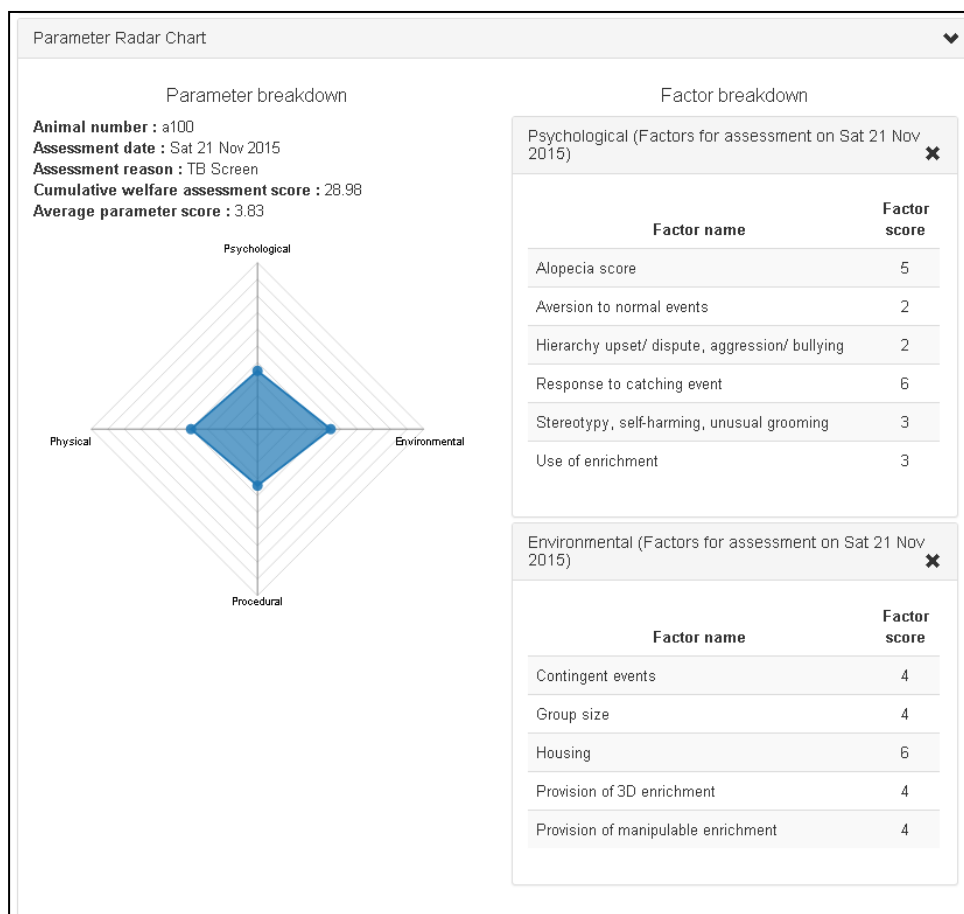 Parameter Radar Chart
Parameter breakdown
Animal number : a100
Assessment date : Sat 21 Nov 2015
Assessment reason : TB Screen
Cumulative welfare assessment score : 28.98
Average parameter score : 3.83
Psychological
Physical
Environmental
Procedural
Factor breakdown
Psychological (Factors for assessment on Sat 21 Nov
2015)
Factor name Factor score
Alopecia score 5
Aversion to normal events 2
Hierarchy upset/ dispute, aggression/ bullying 2
Response to catching event 6
Stereotypy, self-harming, unusual grooming 3
Use of enrichment 3
Environmental (Factors for assessment on Sat 21 Nov
2015)
Factor name Factor score
Contingent events 4
Group size 4
Housing 6
Provision of 3D enrichment 4
Provision of manipulable enrichment 4